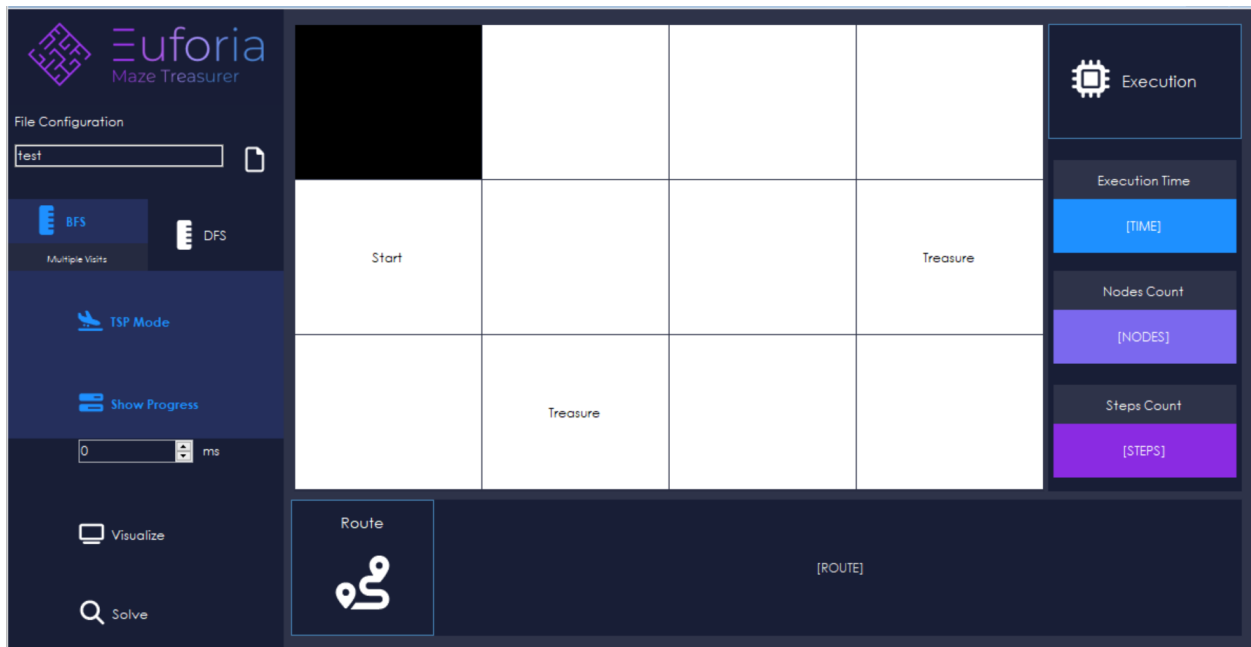 Euforia
Maze Treasurer
File Configuration
test
BFS
Multiple Visits
DFS
TSP Mode
Show Progress
0
ms
Visualize
Solve
Start
Treasure
Treasure
Route
[ROUTE]
Execution
Execution Time
[TIME]
Nodes Count
[NODES]
Steps Count
[STEPS]